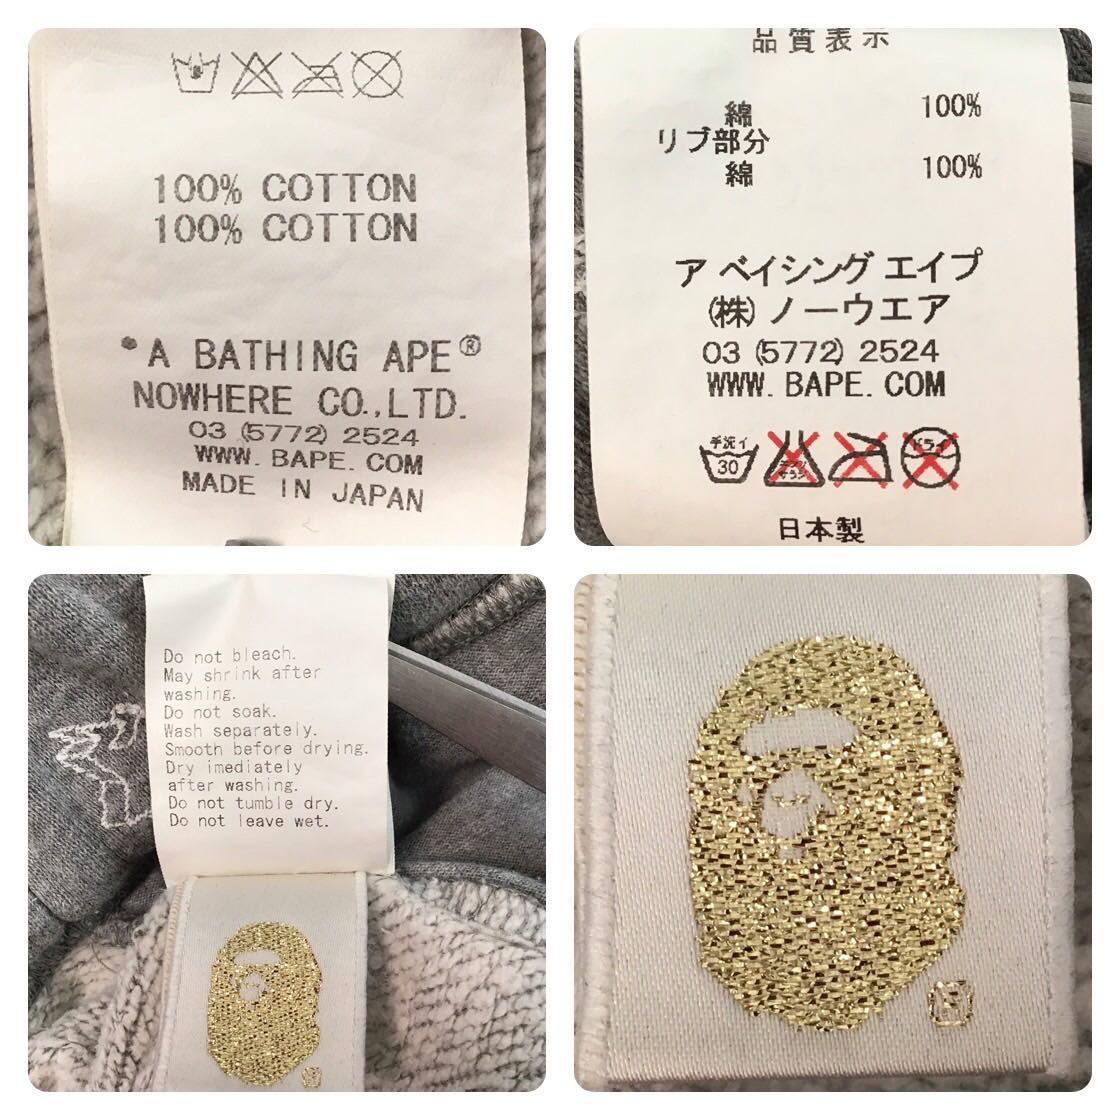 100% COTTON
100% COTTON
A BATHING APE®
NOWHERE CO.,LTD.
03 (5772) 2524
WWW. BAPE. COM
MADE IN JAPAN
品質表示
綿 100%
リブ部分
綿 100%
ア ベイシング エイプ
(株) ノーウエア
03 (5772) 2524
WWW. BAPE. COM
手洗イ
30
ドライ
日本製
Do not bleach.
May shrink after
washing.
Do not soak.
Wash separately.
Smooth before drying.
Dry imediately
after washing.
Do not tumble dry.
Do not leave wet.